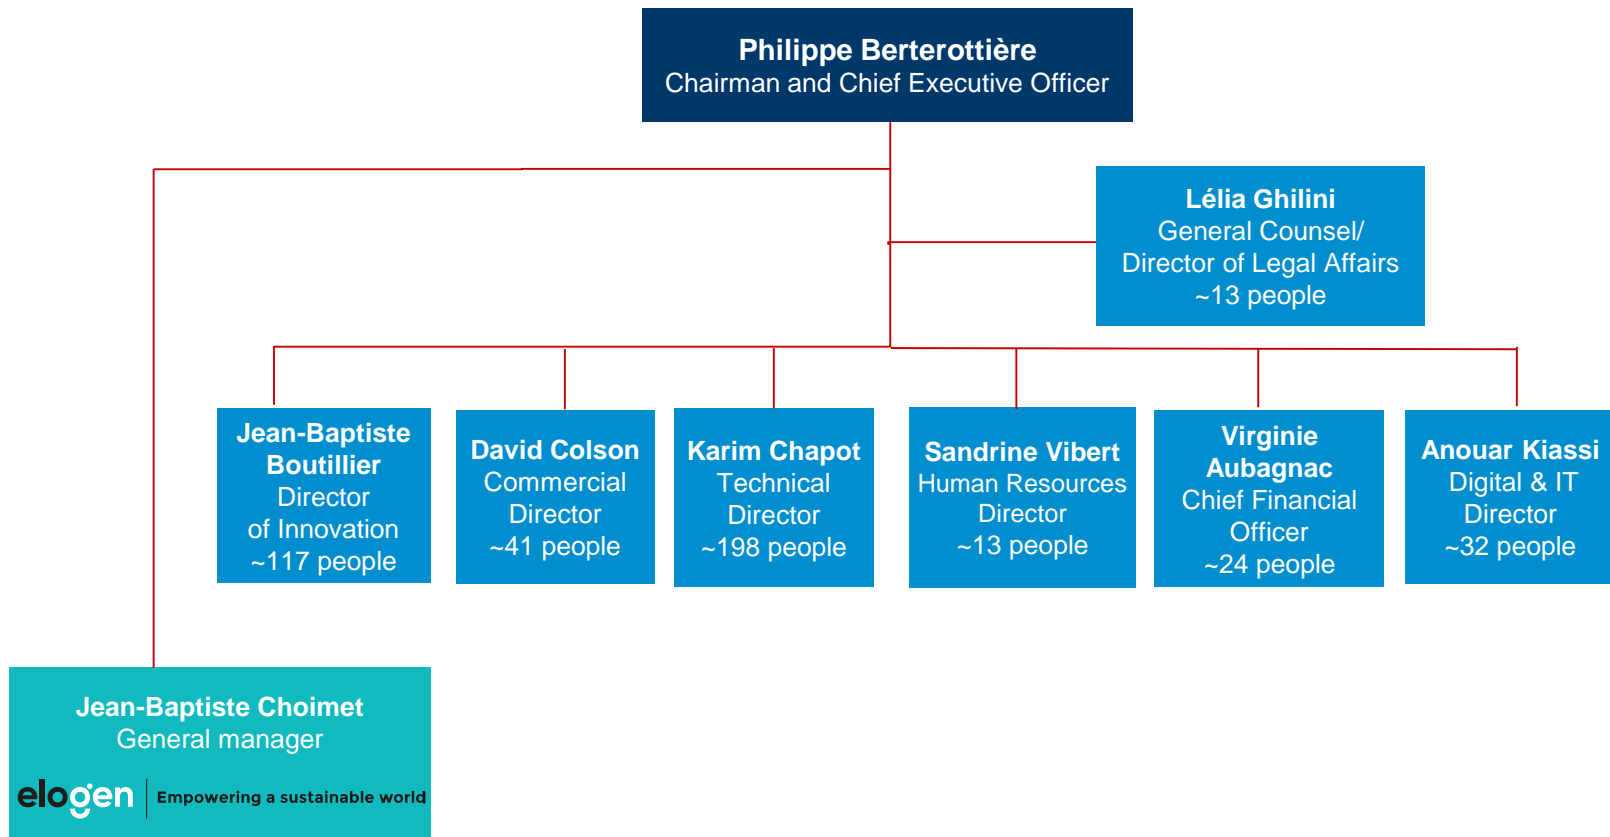 Philippe Berterottière
Chairman and Chief Executive Officer
Lélia Ghilini
General Counsel/
Director of Legal Affairs
~13 people
Jean-Baptiste
Boutillier
Director
of Innovation
~117 people
David Colson
Commercial
Director
~41 people
Karim Chapot
Technical
Director
~198 people
Sandrine Vibert
Human Resources
Director
~13 people
Virginie
Aubagnac
Chief Financial
Officer
~24 people
Anouar Kiassi
Digital & IT
Director
~32 people
Jean-Baptiste Choimet
General manager
elogen | Empowering a sustainable world